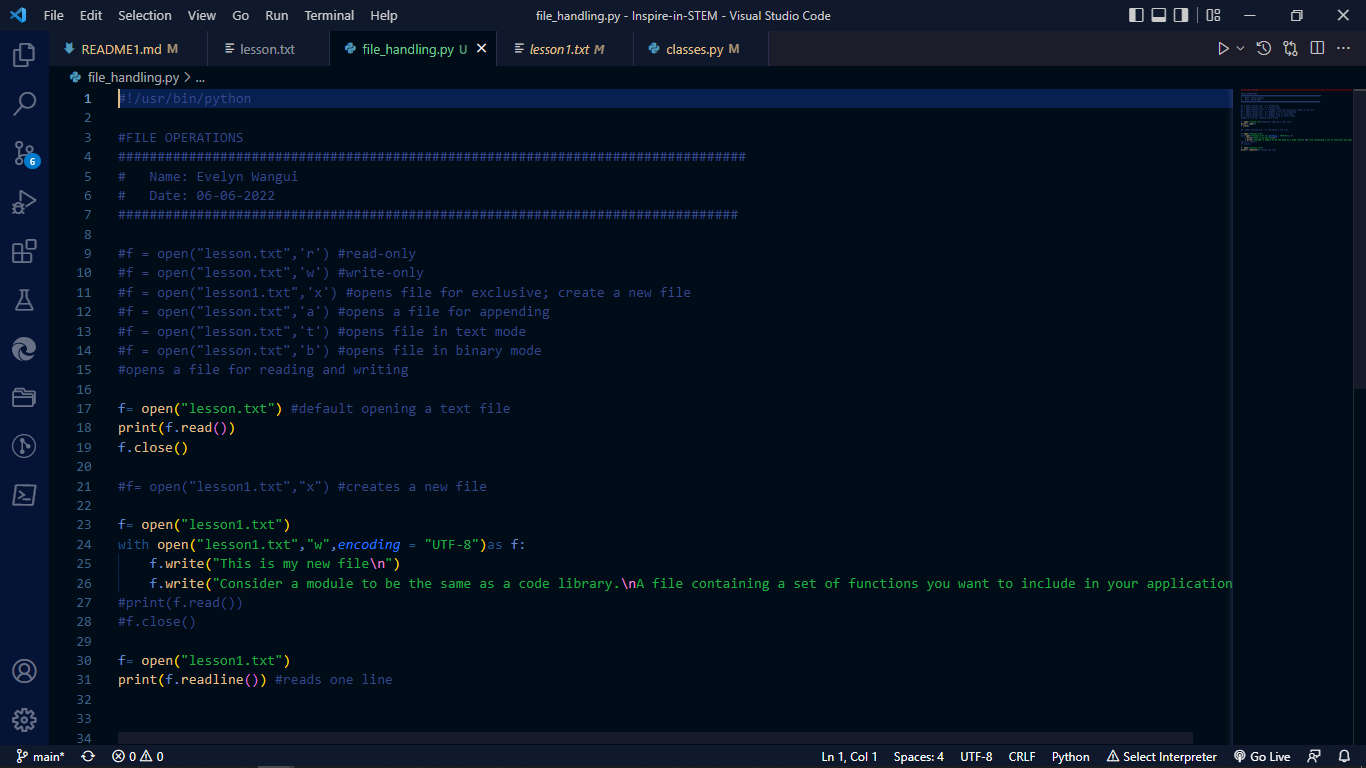 File Edit Selection View Go Run Terminal Help file_handling.py - Inspire-in-STEM - Visual Studio Code
README1.md M lesson.txt file_handling.py U lesson1.txt M classes.py M
file_handling.py > ...
1 #!/usr/bin/python
2
3 #FILE OPERATIONS
4 ################################################################################
5 #   Name: Evelyn Wangui
6 #   Date: 06-06-2022
7 ###############################################################################
8
9 #f = open("lesson.txt",'r') #read-only
10 #f = open("lesson.txt",'w') #write-only
11 #f = open("lesson1.txt",'x') #opens file for exclusive; create a new file
12 #f = open("lesson.txt",'a') #opens a file for appending
13 #f = open("lesson.txt",'t') #opens file in text mode
14 #f = open("lesson.txt",'b') #opens file in binary mode
15 #opens a file for reading and writing
16
17 f= open("lesson.txt") #default opening a text file
18 print(f.read())
19 f.close()
20
21 #f= open("lesson1.txt","x") #creates a new file
22
23 f= open("lesson1.txt")
24 with open("lesson1.txt","w",encoding = "UTF-8")as f:
25     f.write("This is my new file\n")
26     f.write("Consider a module to be the same as a code library.\nA file containing a set of functions you want to include in your application
27 #print(f.read())
28 #f.close()
29
30 f= open("lesson1.txt")
31 print(f.readline()) #reads one line
32
33
34
6
main* 0 0 Ln 1, Col 1 Spaces: 4 UTF-8 CRLF Python Select Interpreter Go Live